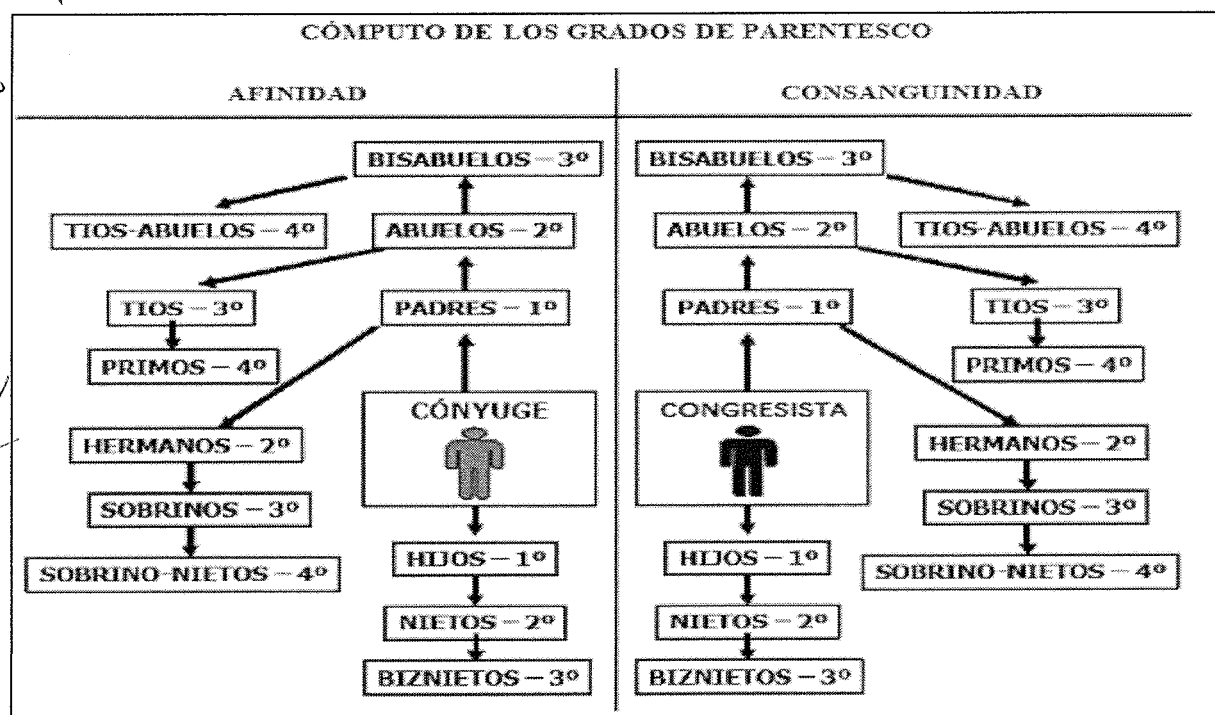 CÓMPUTO DE LOS GRADOS DE PARENTESCO
AFINIDAD
BISABUELOS – 3º
TIOS-ABUELOS – 4º
ABUELOS – 2º
TIOS – 3º
PADRES – 1º
PRIMOS – 4º
CÓNYUGE
HERMANOS – 2º
SOBRINOS – 3º
SOBRINO-NIETOS – 4º
HIJOS – 1º
NIETOS – 2º
BIZNIETOS – 3º
CONSANGUINIDAD
BISABUELOS – 3º
ABUELOS – 2º
TIOS-ABUELOS – 4º
PADRES – 1º
TIOS – 3º
PRIMOS – 4º
CONGRESISTA
HERMANOS – 2º
SOBRINOS – 3º
SOBRINO-NIETOS – 4º
HIJOS – 1º
NIETOS – 2º
BIZNIETOS – 3º